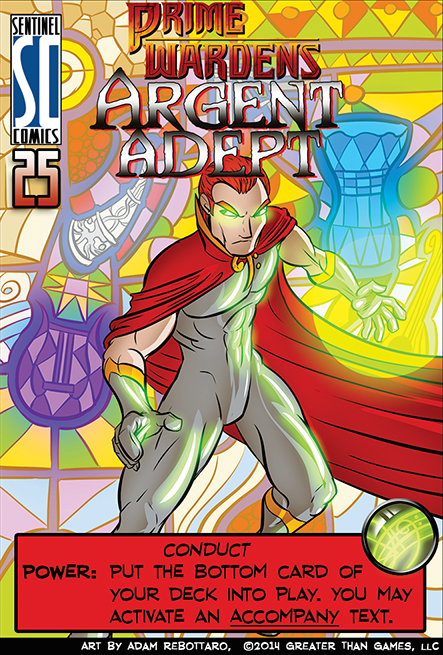 PRIME
WARDENS
ARGENT
ADEPT
SENTINEL
SC
COMICS
25
CONDUCT
POWER: PUT THE BOTTOM CARD OF
YOUR DECK INTO PLAY. YOU MAY
ACTIVATE AN ACCOMPANY TEXT.
ART BY ADAM REBOTTARO, ©2014 GREATER THAN GAMES, LLC